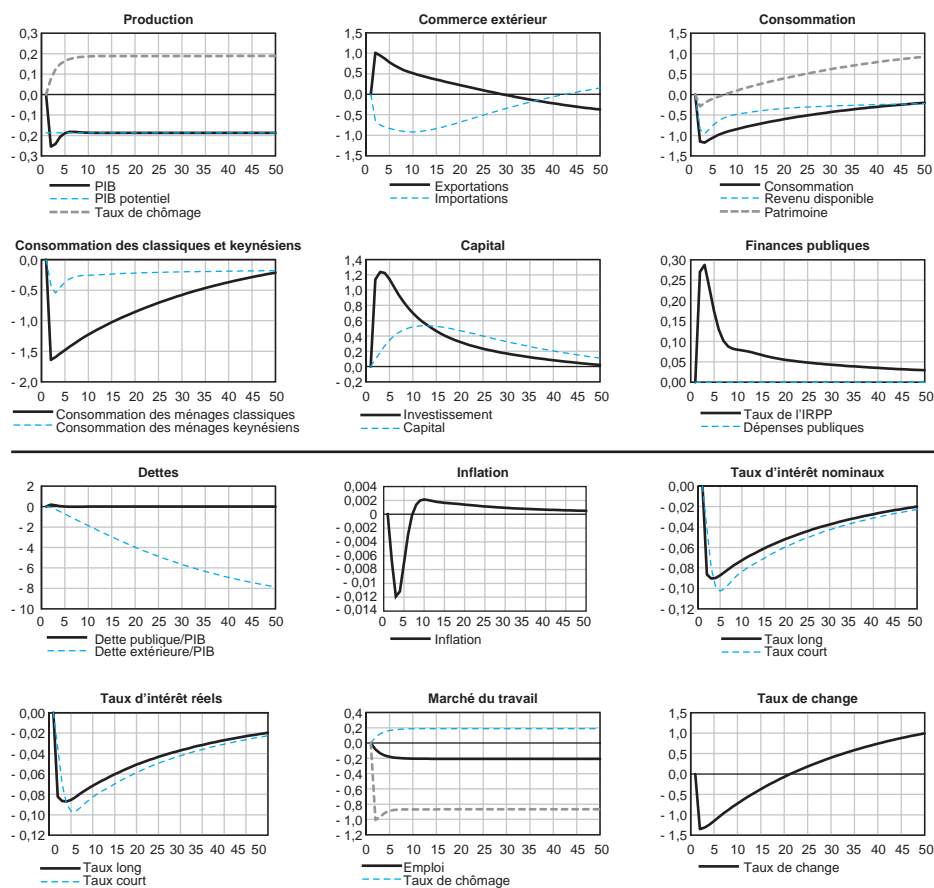 Production
0,3
0,2
0,1
0,0
- 0,1
- 0,2
- 0,3
0 5 10 15 20 25 30 35 40 45 50
PIB
PIB potentiel
Taux de chômage
Commerce extérieur
1,5
1,0
0,5
0,0
- 0,5
- 1,0
- 1,5
0 5 10 15 20 25 30 35 40 45 50
Exportations
Importations
Consommation
1,5
1,0
0,5
0,0
- 0,5
- 1,0
- 1,5
0 5 10 15 20 25 30 35 40 45 50
Consommation
Revenu disponible
Patrimoine
Consommation des classiques et keynésiens
0,0
- 0,5
- 1,0
- 1,5
- 2,0
0 5 10 15 20 25 30 35 40 45 50
Consommation des ménages classiques
Consommation des ménages keynésiens
Capital
1,4
1,2
1,0
0,8
0,6
0,4
0,2
0,0
- 0,2
0 5 10 15 20 25 30 35 40 45 50
Investissement
Capital
Finances publiques
0,30
0,25
0,20
0,15
0,10
0,05
0,00
0 5 10 15 20 25 30 35 40 45 50
Taux de l'IRPP
Dépenses publiques
Dettes
2
0
- 2
- 4
- 6
- 8
- 10
0 5 10 15 20 25 30 35 40 45 50
Dette publique/PIB
Dette extérieure/PIB
Inflation
0,004
0,002
0
- 0,002
- 0,004
- 0,006
- 0,008
- 0,01
- 0,012
- 0,014
0 5 10 15 20 25 30 35 40 45 50
Inflation
Taux d'intérêt nominaux
0,00
- 0,02
- 0,04
- 0,06
- 0,08
- 0,10
- 0,12
0 5 10 15 20 25 30 35 40 45 50
Taux long
Taux court
Taux d'intérêt réels
0,00
- 0,02
- 0,04
- 0,06
- 0,08
- 0,10
- 0,12
0 5 10 15 20 25 30 35 40 45 50
Taux long
Taux court
Marché du travail
0,4
0,2
0,0
- 0,2
- 0,4
- 0,6
- 0,8
- 1,0
- 1,2
0 5 10 15 20 25 30 35 40 45 50
Emploi
Taux de chômage
Taux de change
1,5
1,0
0,5
0,0
- 0,5
- 1,0
- 1,5
0 5 10 15 20 25 30 35 40 45 50
Taux de change